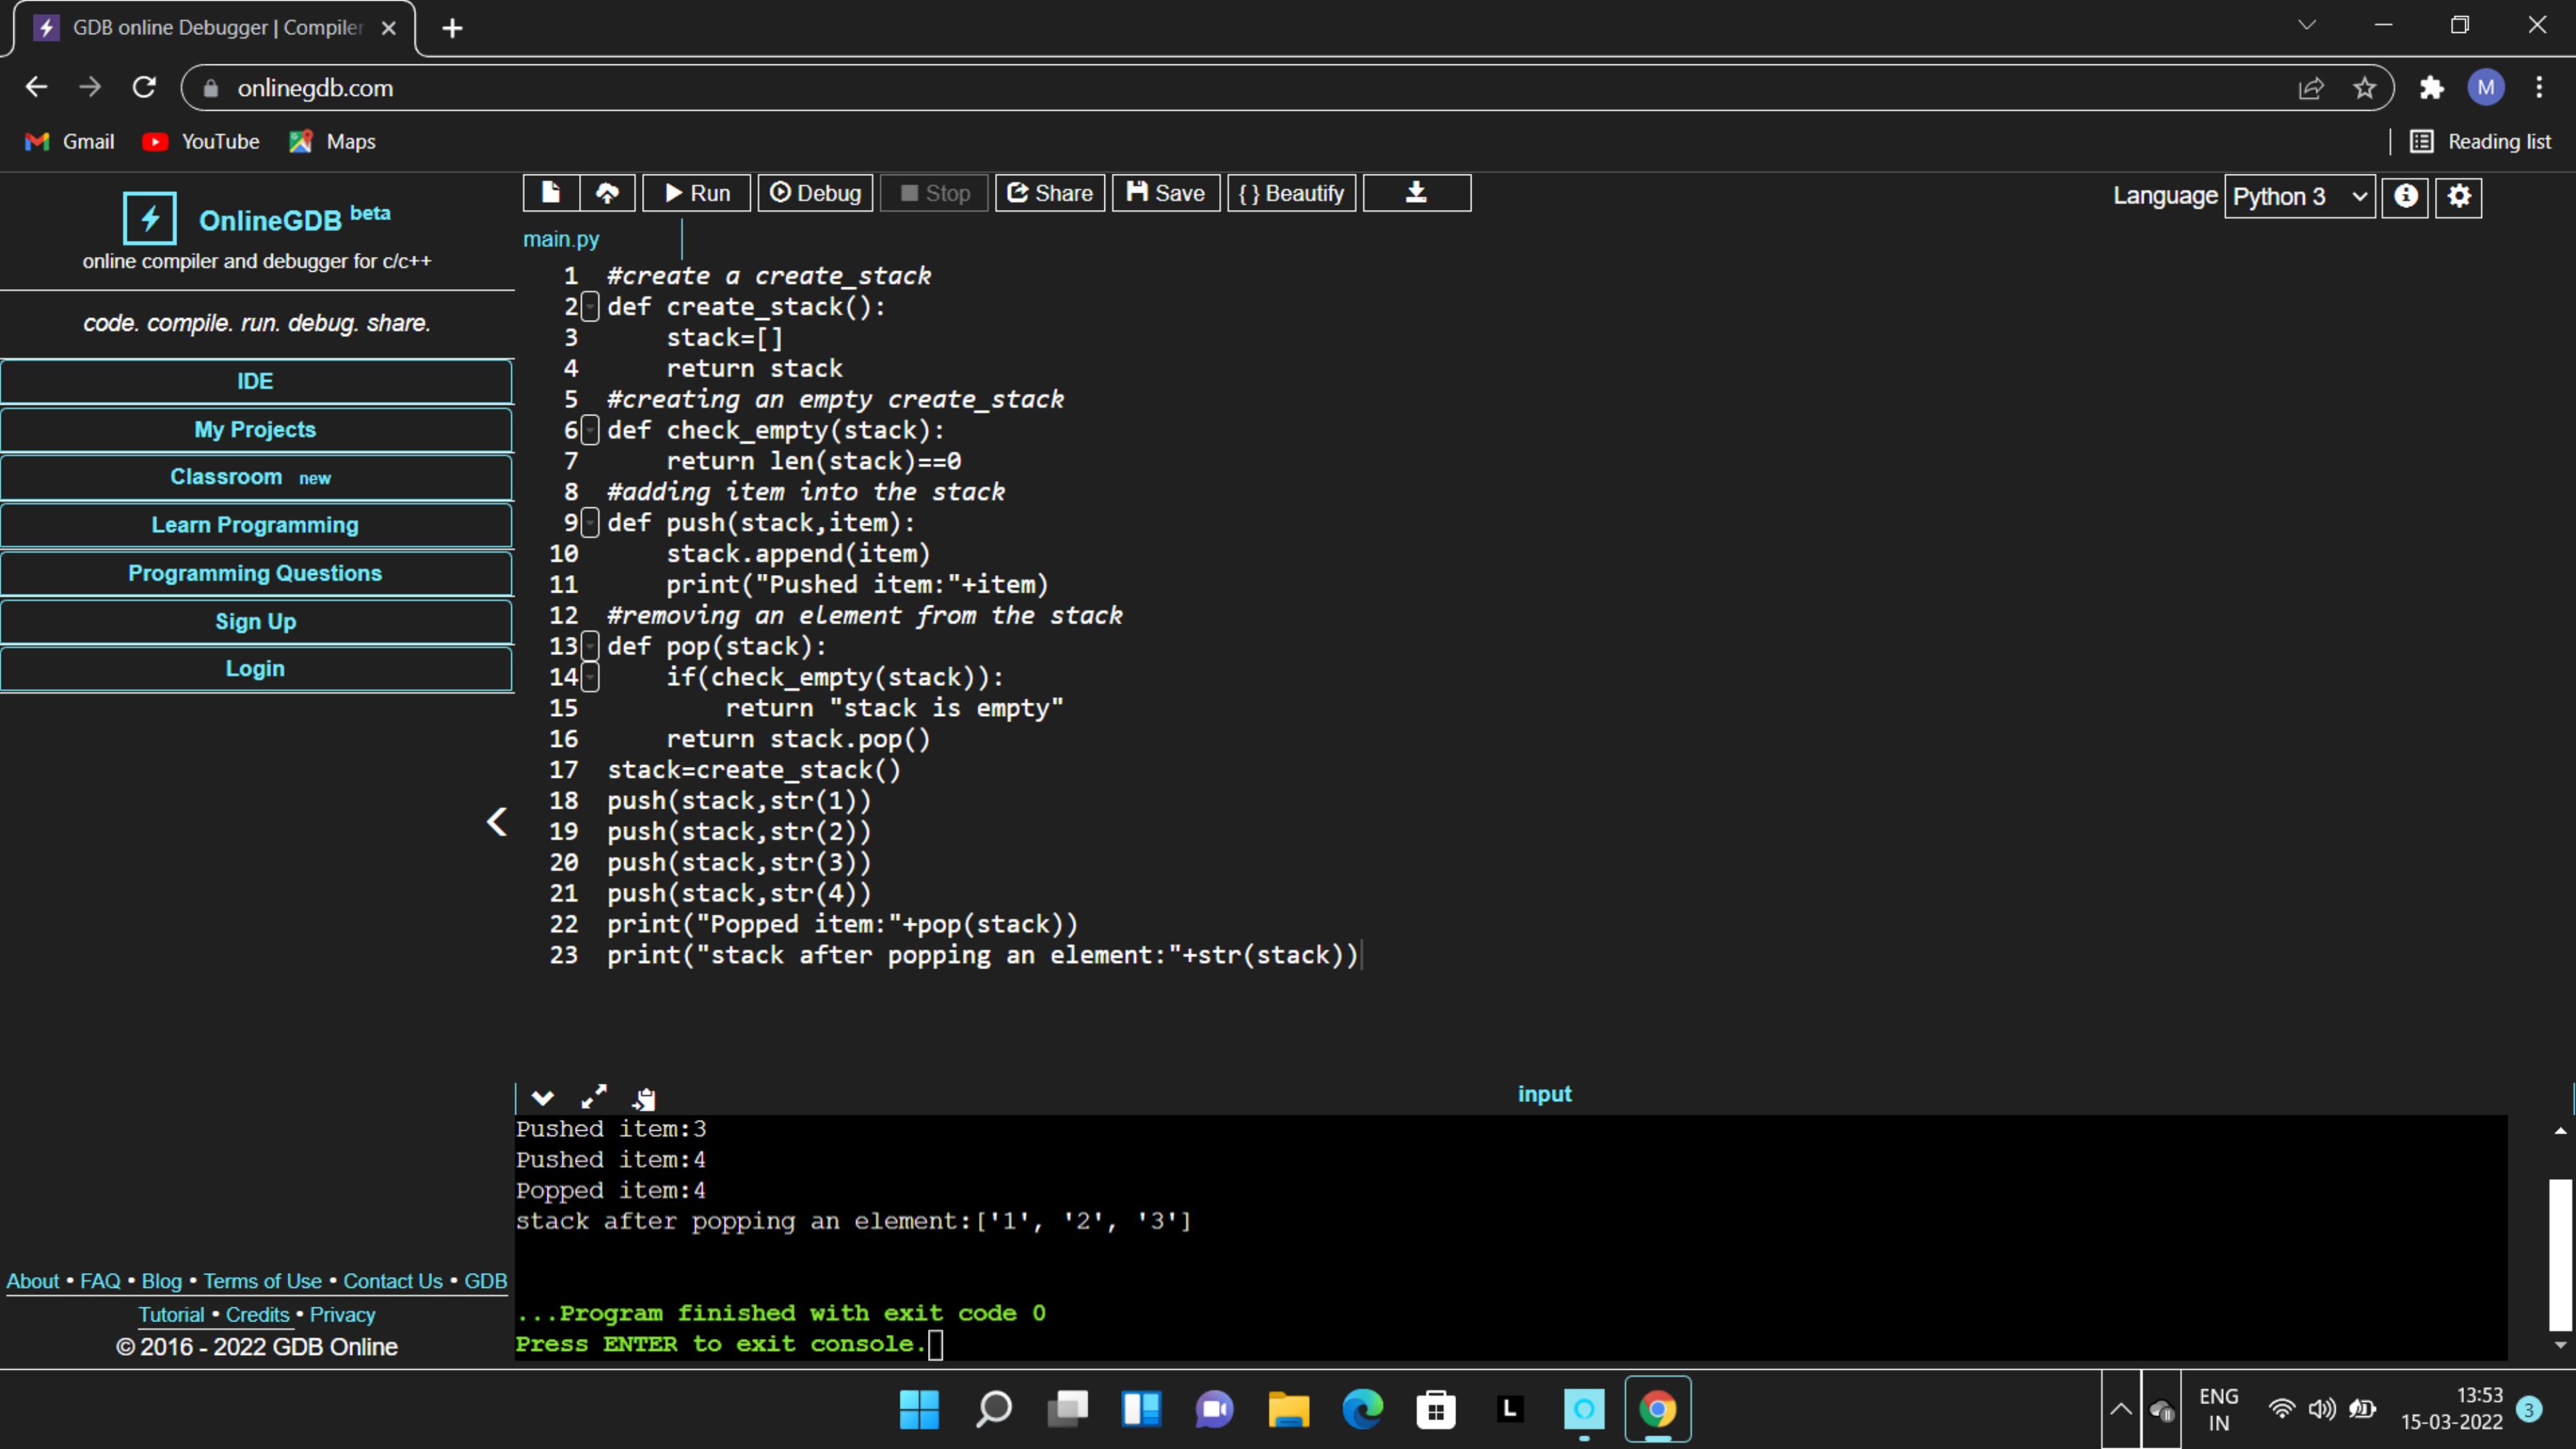 GDB online Debugger | Compiler
onlinegdb.com
Gmail YouTube Maps Reading list
OnlineGDB beta
online compiler and debugger for c/c++
code. compile. run. debug. share.
IDE
My Projects
Classroom new
Learn Programming
Programming Questions
Sign Up
Login
About • FAQ • Blog • Terms of Use • Contact Us • GDB
Tutorial • Credits • Privacy
© 2016 - 2022 GDB Online
Run Debug Stop Share Save { } Beautify Language Python 3
main.py
1 #create a create_stack
2 def create_stack():
3     stack=[]
4     return stack
5 #creating an empty create_stack
6 def check_empty(stack):
7     return len(stack)==0
8 #adding item into the stack
9 def push(stack,item):
10     stack.append(item)
11     print("Pushed item:"+item)
12 #removing an element from the stack
13 def pop(stack):
14     if(check_empty(stack)):
15         return "stack is empty"
16     return stack.pop()
17 stack=create_stack()
18 push(stack,str(1))
19 push(stack,str(2))
20 push(stack,str(3))
21 push(stack,str(4))
22 print("Popped item:"+pop(stack))
23 print("stack after popping an element:"+str(stack))
input
Pushed item:3
Pushed item:4
Popped item:4
stack after popping an element:['1', '2', '3']
...Program finished with exit code 0
Press ENTER to exit console.
M
L
ENG
IN
13:53
15-03-2022
3